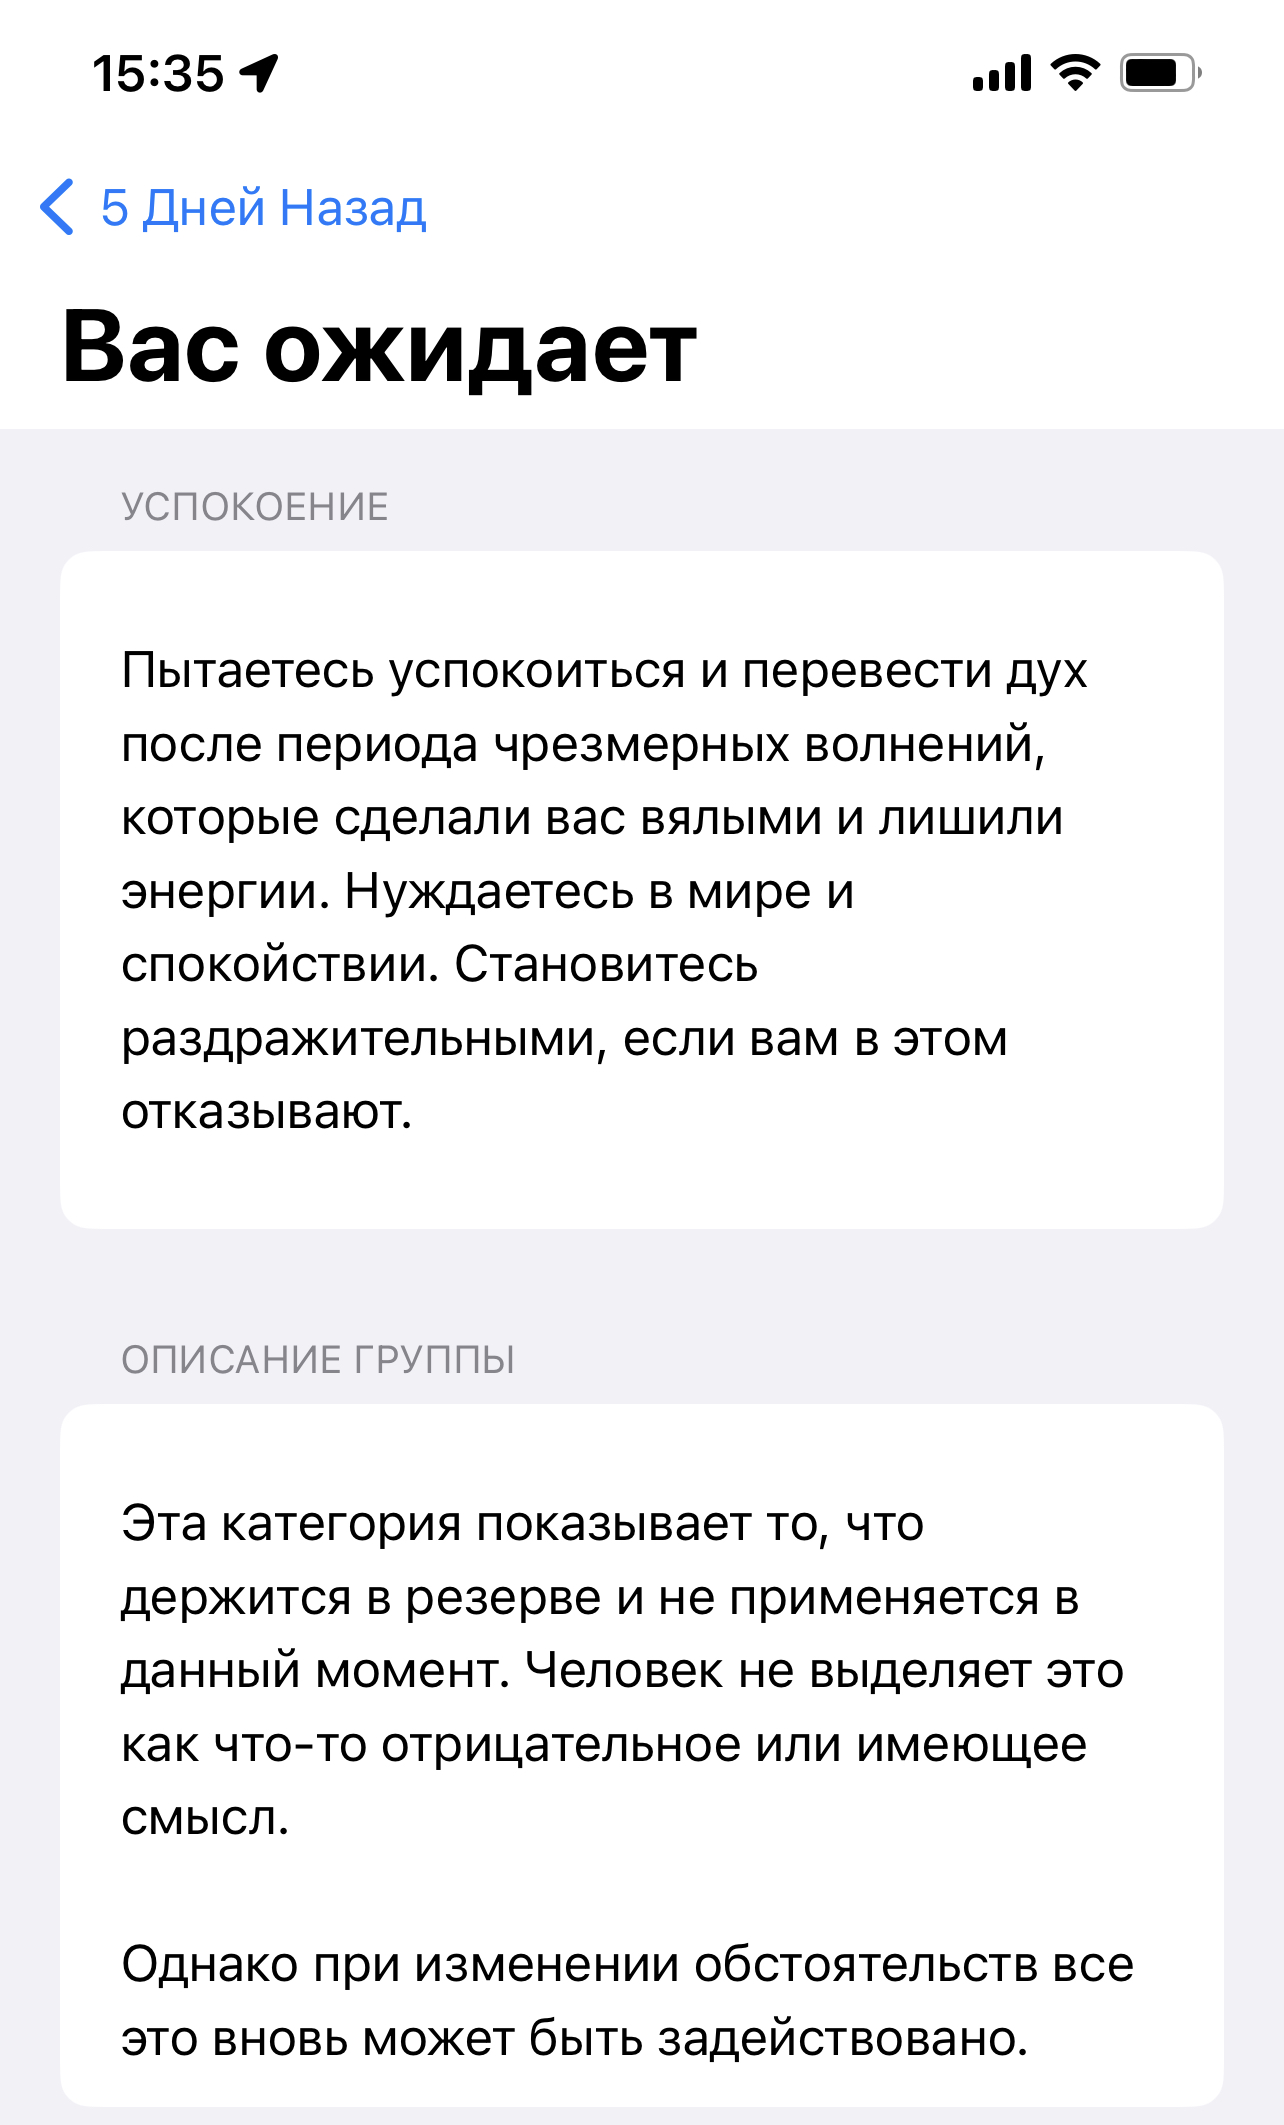 15:35
5 Дней Назад
Вас ожидает
УСПОКОЕНИЕ
Пытаетесь успокоиться и перевести дух
после периода чрезмерных волнений,
которые сделали вас вялыми и лишили
энергии. Нуждаетесь в мире и
спокойствии. Становитесь
раздражительными, если вам в этом
отказывают.
ОПИСАНИЕ ГРУППЫ
Эта категория показывает то, что
держится в резерве и не применяется в
данный момент. Человек не выделяет это
как что-то отрицательное или имеющее
смысл.
Однако при изменении обстоятельств все
это вновь может быть задействовано.